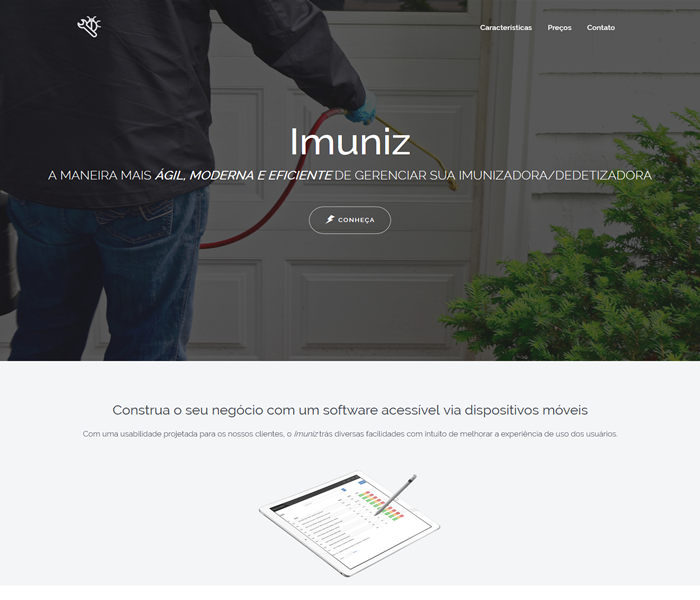 Características Preços Contato
Imuniz
A MANEIRA MAIS ÁGIL, MODERNA E EFICIENTE DE GERENCIAR SUA IMUNIZADORA/DEDETIZADORA
CONHEÇA
Construa o seu negócio com um software acessível via dispositivos móveis
Com uma usabilidade projetada para os nossos clientes, o Imuniz trás diversas facilidades com intuito de melhorar a experiência de uso dos usuários.